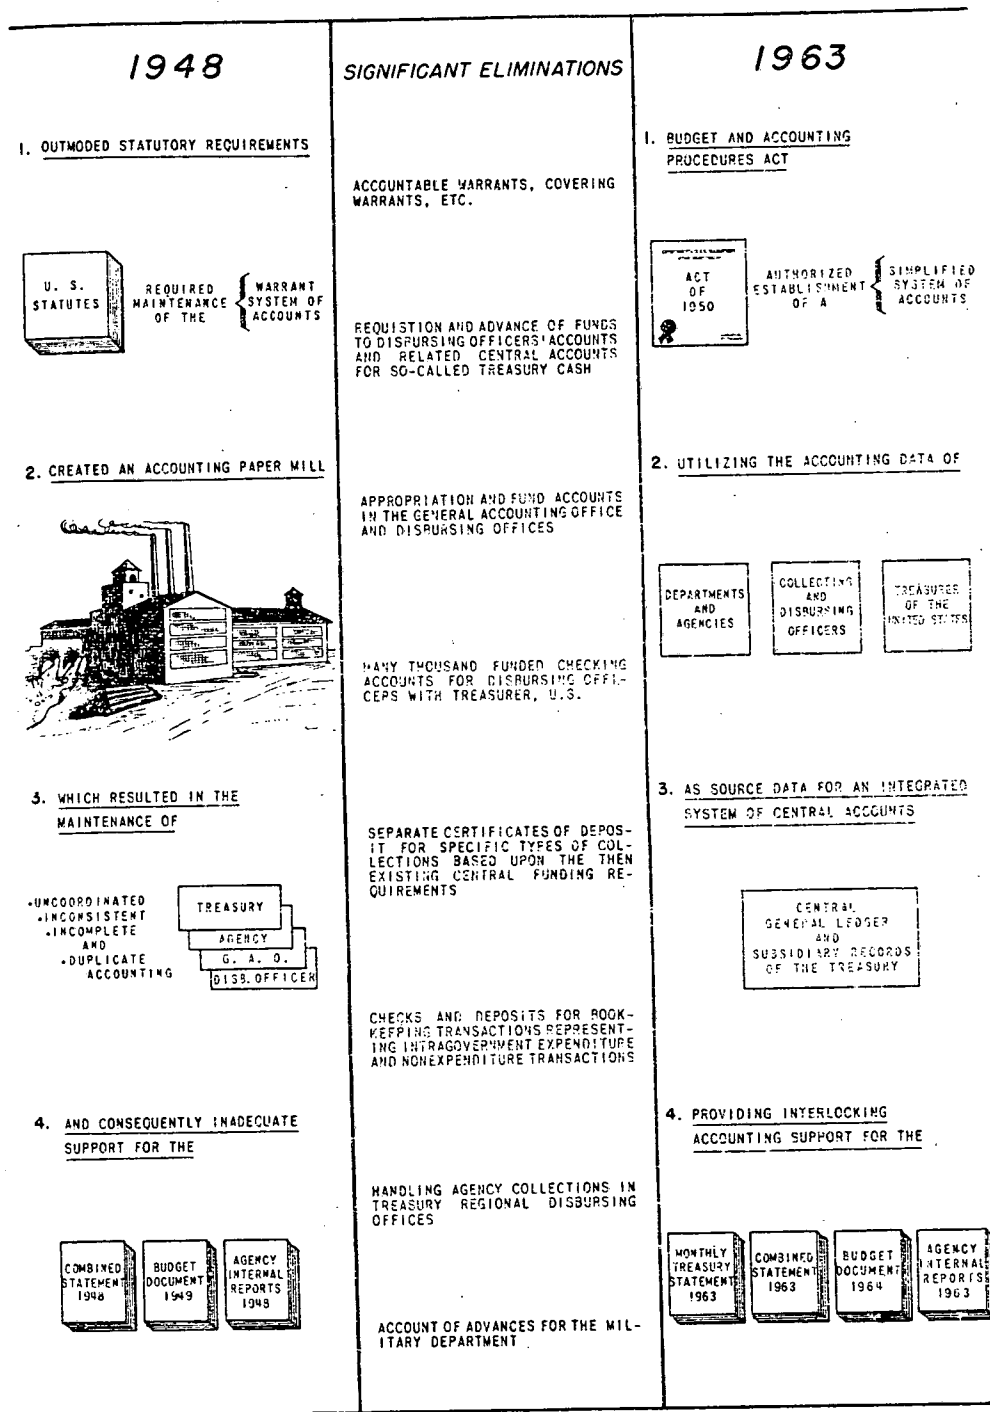 1948
1. OUTMODED STATUTORY REQUIREMENTS
U. S.
STATUTES
REQUIRED
MAINTENANCE
OF THE
WARRANT
SYSTEM OF
ACCOUNTS
2. CREATED AN ACCOUNTING PAPER MILL
3. WHICH RESULTED IN THE
MAINTENANCE OF
•UNCOORDINATED
•INCONSISTENT
•INCOMPLETE
AND
•DUPLICATE
ACCOUNTING
TREASURY
AGENCY
G. A. O.
DISB. OFFICER
4. AND CONSEQUENTLY INADEQUATE
SUPPORT FOR THE
COMBINED
STATEMENT
1948
BUDGET
DOCUMENT
1949
AGENCY
INTERNAL
REPORTS
1948
SIGNIFICANT ELIMINATIONS
ACCOUNTABLE WARRANTS, COVERING
WARRANTS, ETC.
REQUISTION AND ADVANCE OF FUNDS
TO DISBURSING OFFICERS' ACCOUNTS
AND RELATED CENTRAL ACCOUNTS
FOR SO-CALLED TREASURY CASH
APPROPRIATION AND FUND ACCOUNTS
IN THE GENERAL ACCOUNTING OFFICE
AND DISBURSING OFFICES
MANY THOUSAND FUNDED CHECKING
ACCOUNTS FOR DISBURSING OFFI-
CERS WITH TREASURER, U.S.
SEPARATE CERTIFICATES OF DEPOS-
IT FOR SPECIFIC TYPES OF COL-
LECTIONS BASED UPON THE THEN
EXISTING CENTRAL FUNDING RE-
QUIREMENTS
CHECKS AND DEPOSITS FOR BOOK-
KEEPING TRANSACTIONS REPRESENT-
ING INTRAGOVERNMENT EXPENDITURE
AND NONEXPENDITURE TRANSACTIONS
HANDLING AGENCY COLLECTIONS IN
TREASURY REGIONAL DISBURSING
OFFICES
ACCOUNT OF ADVANCES FOR THE MIL-
ITARY DEPARTMENT
1963
1. BUDGET AND ACCOUNTING
PROCEDURES ACT
ACT
OF
1950
AUTHORIZED
ESTABLISHMENT
OF A
SIMPLIFIED
SYSTEM OF
ACCOUNTS
2. UTILIZING THE ACCOUNTING DATA OF
DEPARTMENTS
AND
AGENCIES
COLLECTING
AND
DISBURSING
OFFICERS
TREASURES
OF THE
UNITED STATES
3. AS SOURCE DATA FOR AN INTEGRATED
SYSTEM OF CENTRAL ACCOUNTS
CENTRAL
GENERAL LEDGER
AND
SUBSIDIARY RECORDS
OF THE TREASURY
4. PROVIDING INTERLOCKING
ACCOUNTING SUPPORT FOR THE
MONTHLY
TREASURY
STATEMENT
1963
COMBINED
STATEMENT
1963
BUDGET
DOCUMENT
1964
AGENCY
INTERNAL
REPORTS
1963